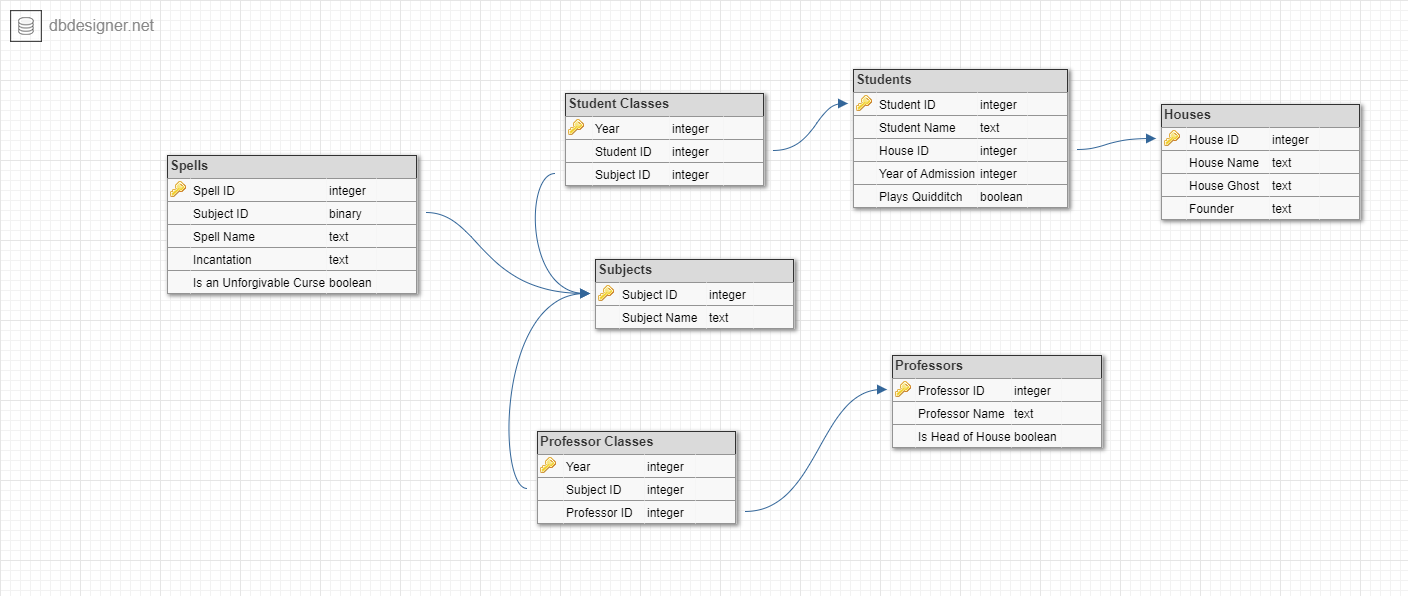 dbdesigner.net
Spells
Spell ID integer
Subject ID binary
Spell Name text
Incantation text
Is an Unforgivable Curse boolean
Student Classes
Year integer
Student ID integer
Subject ID integer
Students
Student ID integer
Student Name text
House ID integer
Year of Admission integer
Plays Quidditch boolean
Houses
House ID integer
House Name text
House Ghost text
Founder text
Subjects
Subject ID integer
Subject Name text
Professors
Professor ID integer
Professor Name text
Is Head of House boolean
Professor Classes
Year integer
Subject ID integer
Professor ID integer